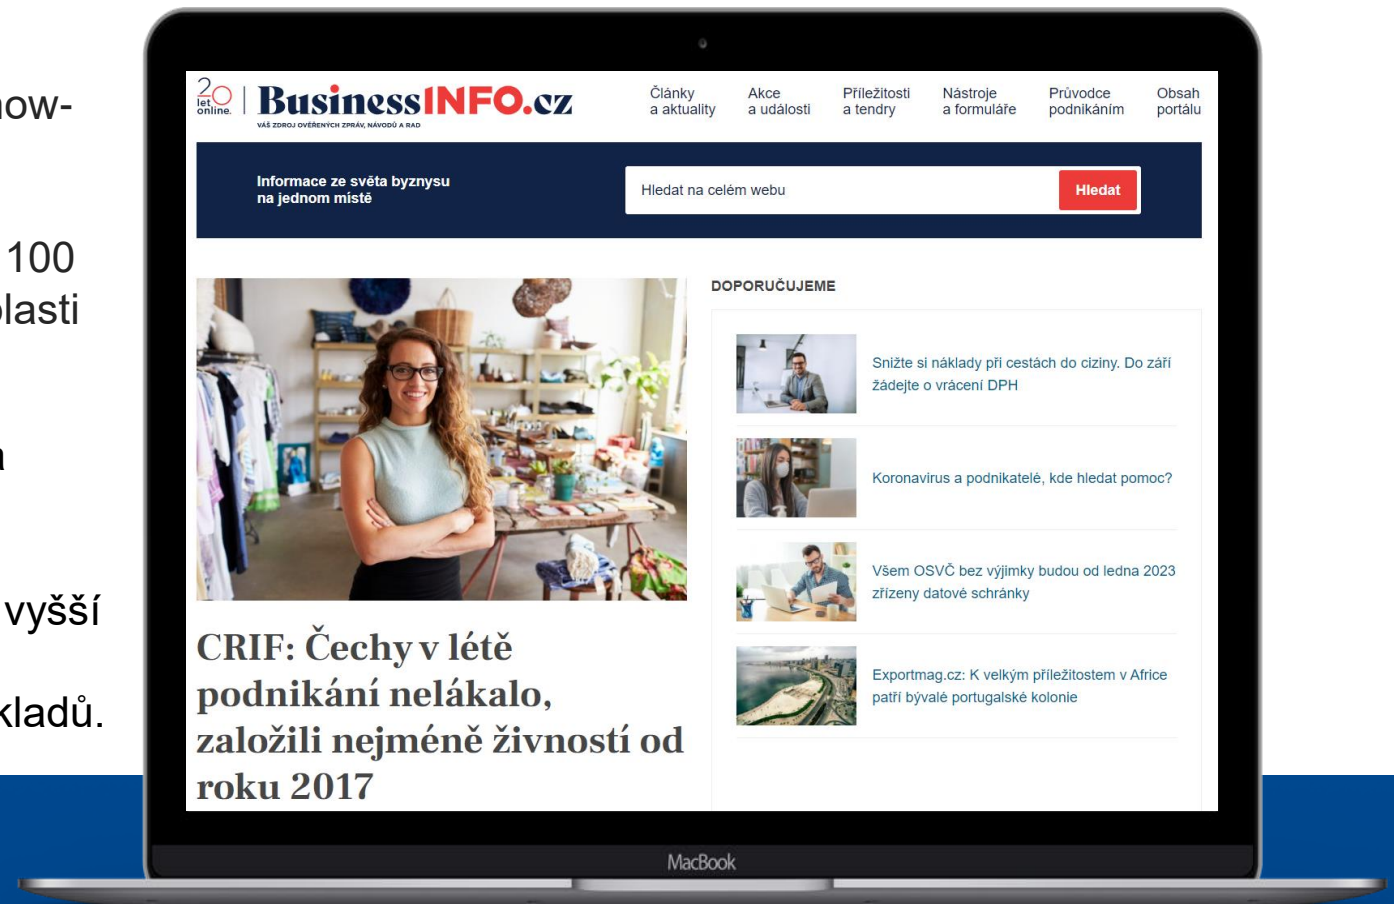 now-
100
lasti
a
vyšší
kladů.
20
let
online.
BusinessINFO.cz
VÁŠ ZDROJ OVĚŘENÝCH ZPRÁV, NÁVODŮ A RAD
Články
a aktuality
Akce
a události
Příležitosti
a tendry
Nástroje
a formuláře
Průvodce
podnikáním
Obsah
portálu
Informace ze světa byznysu
na jednom místě
Hledat na celém webu
Hledat
CRIF: Čechy v létě
podnikání nelákalo,
založili nejméně živností od
roku 2017
DOPORUČUJEME
Snižte si náklady při cestách do ciziny. Do září
žádejte o vrácení DPH
Koronavirus a podnikatelé, kde hledat pomoc?
Všem OSVČ bez výjimky budou od ledna 2023
zřízeny datové schránky
Exportmag.cz: K velkým příležitostem v Africe
patří bývalé portugalské kolonie
MacBook